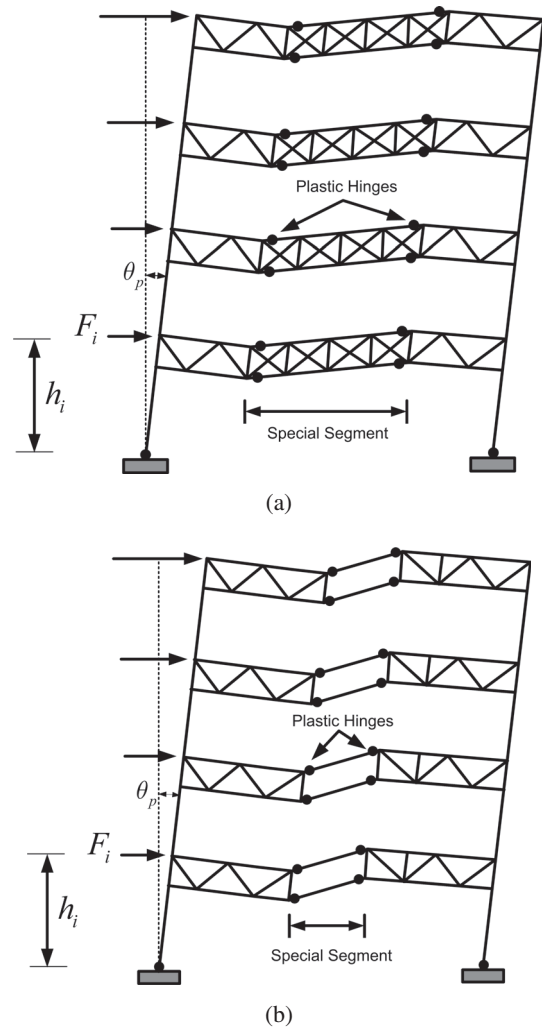 Plastic Hinges
θp
Fi
hi
Special Segment
(a)
Plastic Hinges
θp
Fi
hi
Special Segment
(b)